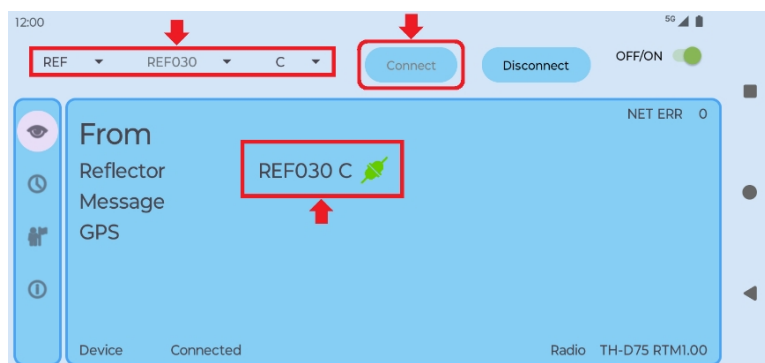 12:00 5G
REF REF030 C Connect Disconnect OFF/ON
NET ERR 0
From
Reflector REF030 C
Message
GPS
Device Connected Radio TH-D75 RTM1.00